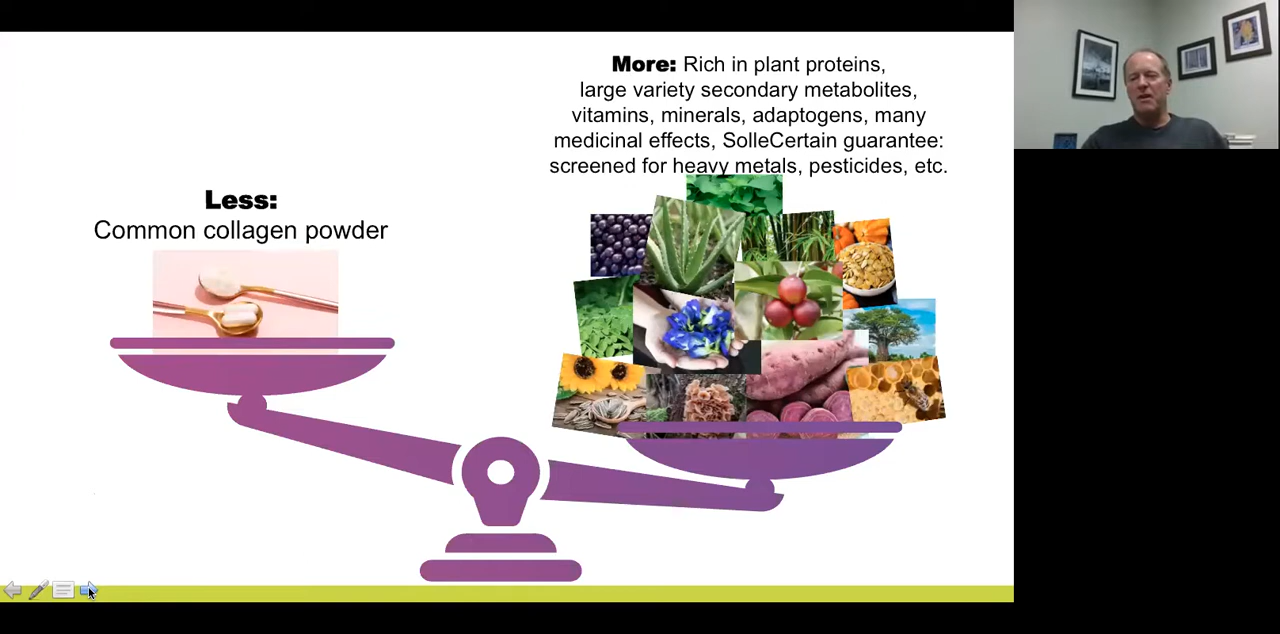 More: Rich in plant proteins,
large variety secondary metabolites,
vitamins, minerals, adaptogens, many
medicinal effects, SolleCertain guarantee:
screened for heavy metals, pesticides, etc.
Less:
Common collagen powder